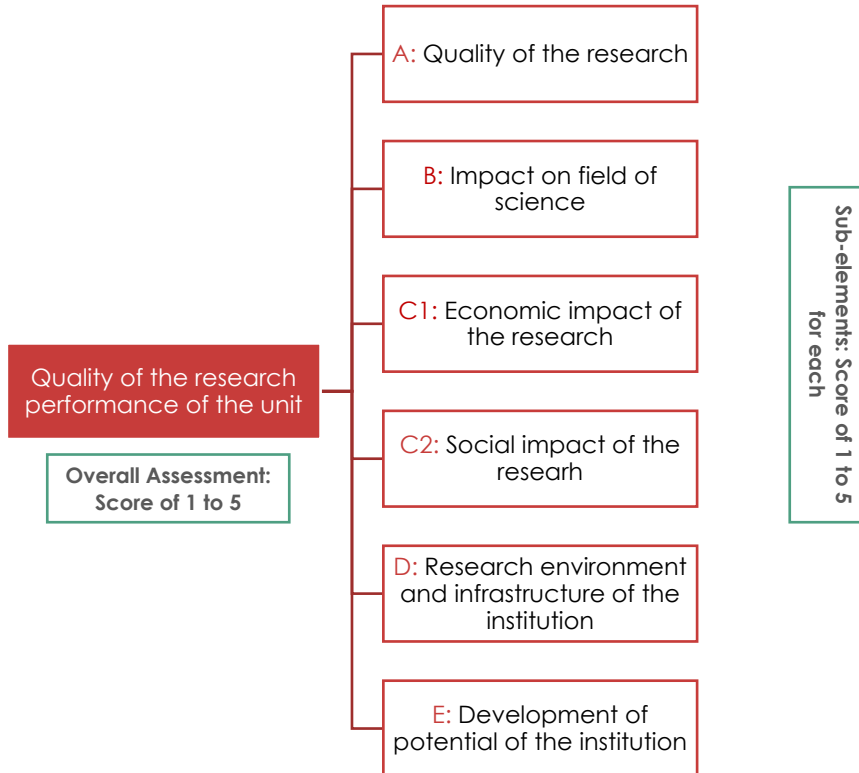 A: Quality of the research
B: Impact on field of
science
C1: Economic impact of
the research
Quality of the research
performance of the unit
Overall Assessment:
Score of 1 to 5
C2: Social impact of the
researh
D: Research environment
and infrastructure of the
institution
E: Development of
potential of the institution
Sub-elements: Score of 1 to 5
for each